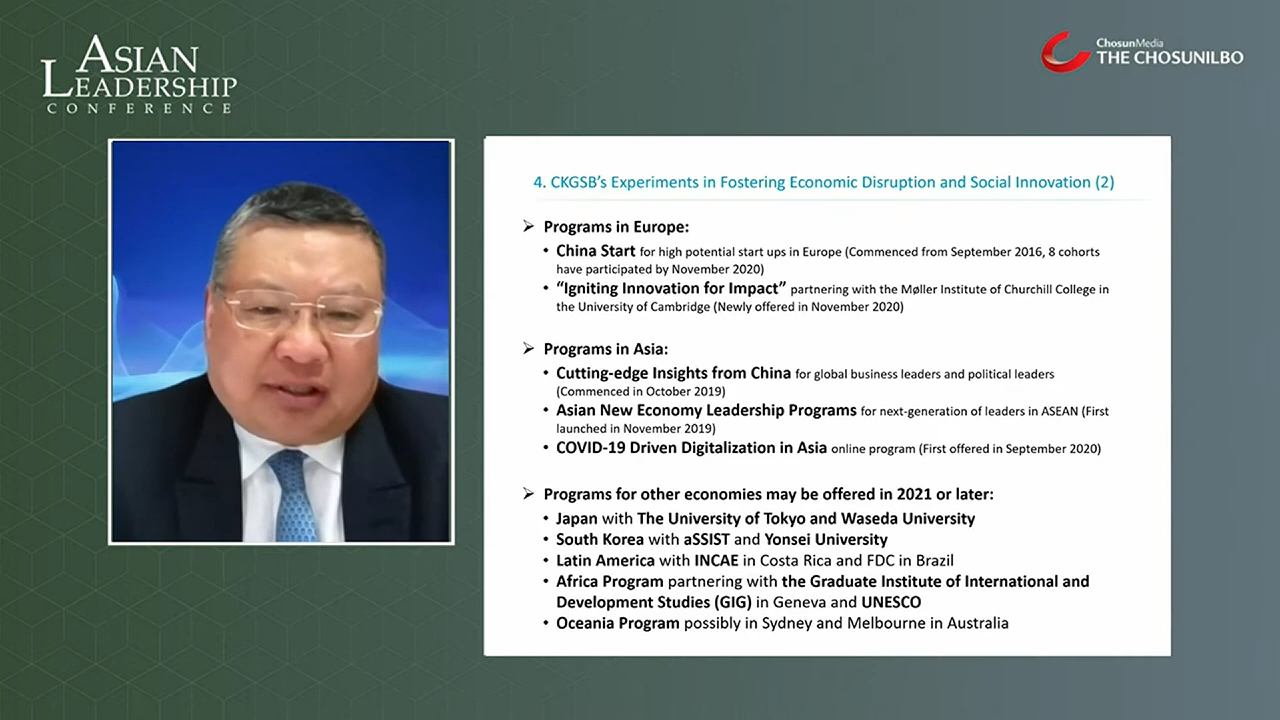 ASIAN
LEADERSHIP
CONFERENCE
ChosunMedia
THE CHOSUNILBO
4. CKGSB's Experiments in Fostering Economic Disruption and Social Innovation (2)
➢ Programs in Europe:
• China Start for high potential start ups in Europe (Commenced from September 2016, 8 cohorts
have participated by November 2020)
• “Igniting Innovation for Impact” partnering with the Møller Institute of Churchill College in
the University of Cambridge (Newly offered in November 2020)
➢ Programs in Asia:
• Cutting-edge Insights from China for global business leaders and political leaders
(Commenced in October 2019)
• Asian New Economy Leadership Programs for next-generation of leaders in ASEAN (First
launched in November 2019)
• COVID-19 Driven Digitalization in Asia online program (First offered in September 2020)
➢ Programs for other economies may be offered in 2021 or later:
• Japan with The University of Tokyo and Waseda University
• South Korea with aSSIST and Yonsei University
• Latin America with INCAE in Costa Rica and FDC in Brazil
• Africa Program partnering with the Graduate Institute of International and
Development Studies (GIG) in Geneva and UNESCO
• Oceania Program possibly in Sydney and Melbourne in Australia